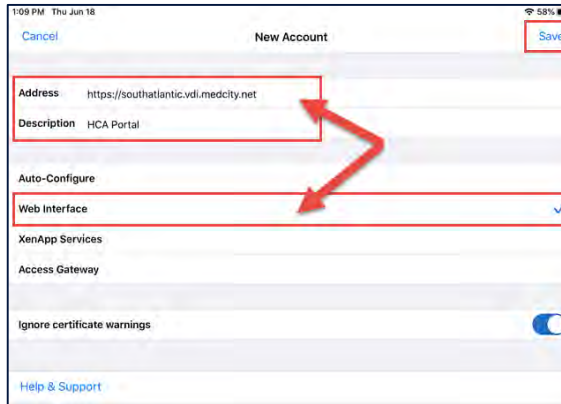 1:09 PM Thu Jun 18 58%
Cancel New Account Save
Address https://southatlantic.vdi.medcity.net
Description HCA Portal
Auto-Configure
Web Interface
XenApp Services
Access Gateway
Ignore certificate warnings
Help & Support